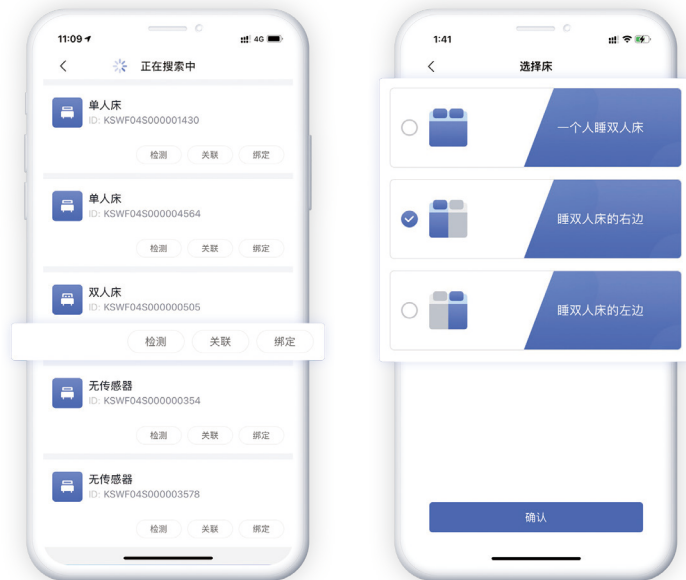 11:09
4G
正在搜索中
单人床
ID: KSWF04S000001430
检测 关联 绑定
单人床
ID: KSWF04S000004564
检测 关联 绑定
双人床
ID: KSWF04S000000505
检测 关联 绑定
无传感器
ID: KSWF04S000000354
检测 关联 绑定
无传感器
ID: KSWF04S000003578
检测 关联 绑定
1:41
选择床
一个人睡双人床
睡双人床的右边
睡双人床的左边
确认